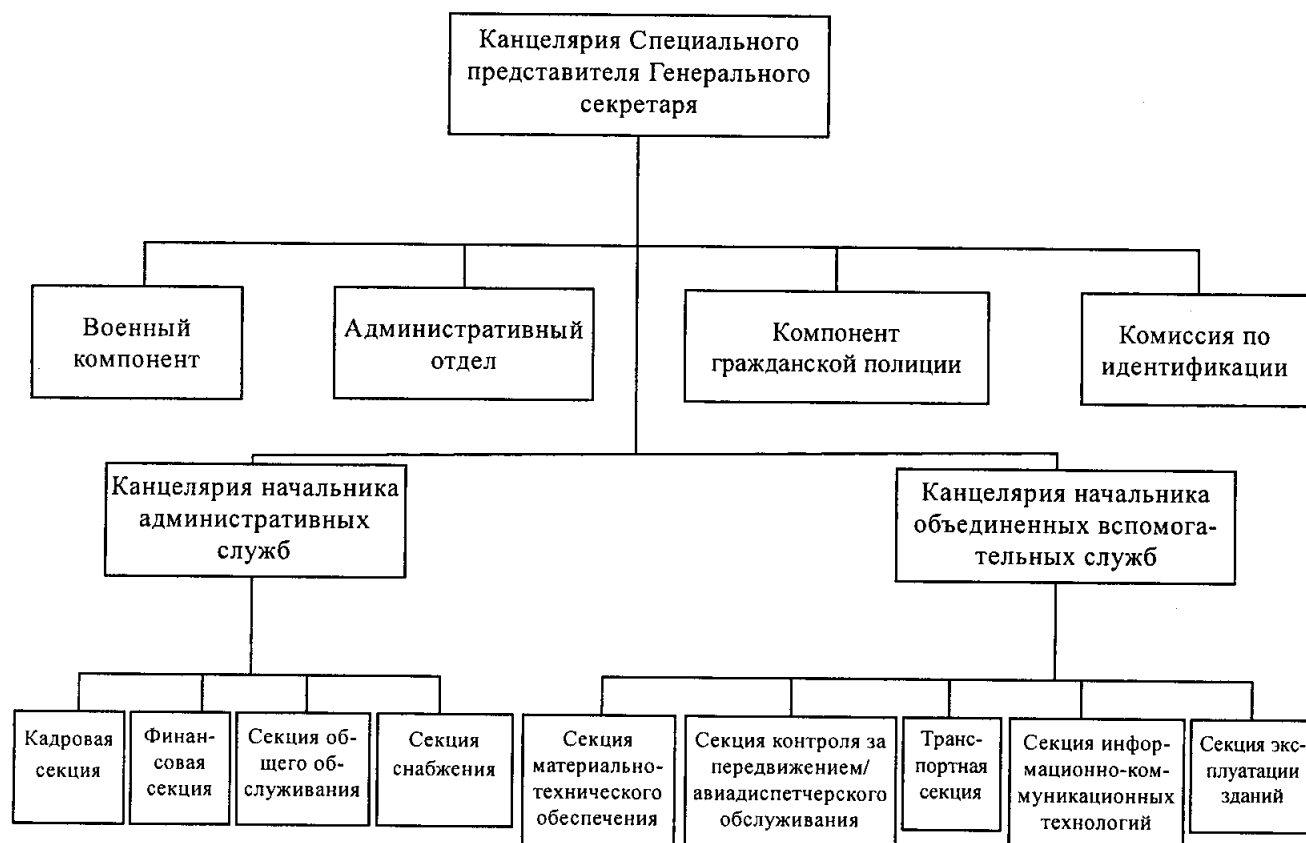 Канцелярия Специального
представителя Генерального
секретаря
Военный
компонент
Административный
отдел
Компонент
гражданской полиции
Комиссия по
идентификации
Канцелярия начальника
административных
служб
Канцелярия начальника
объединенных вспомога-
тельных служб
Кадровая
секция
Финан-
совая
секция
Секция об-
щего об-
служивания
Секция
снабжения
Секция
материально-
технического
обеспечения
Секция контроля за
передвижением/
авиадиспетчерского
обслуживания
Транс-
портная
секция
Секция инфор-
мационно-ком-
муникационных
технологий
Секция экс-
плуатации
зданий